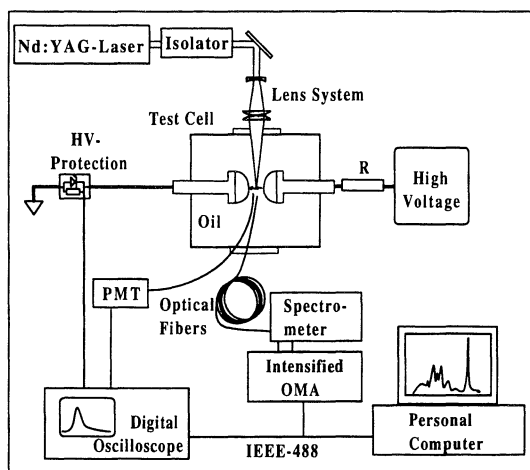 Nd:YAG-Laser
Isolator
Lens System
Test Cell
HV-
Protection
R
High
Voltage
Oil
PMT
Optical
Fibers
Spectro-
meter
Intensified
OMA
Digital
Oscilloscope
IEEE-488
Personal
Computer